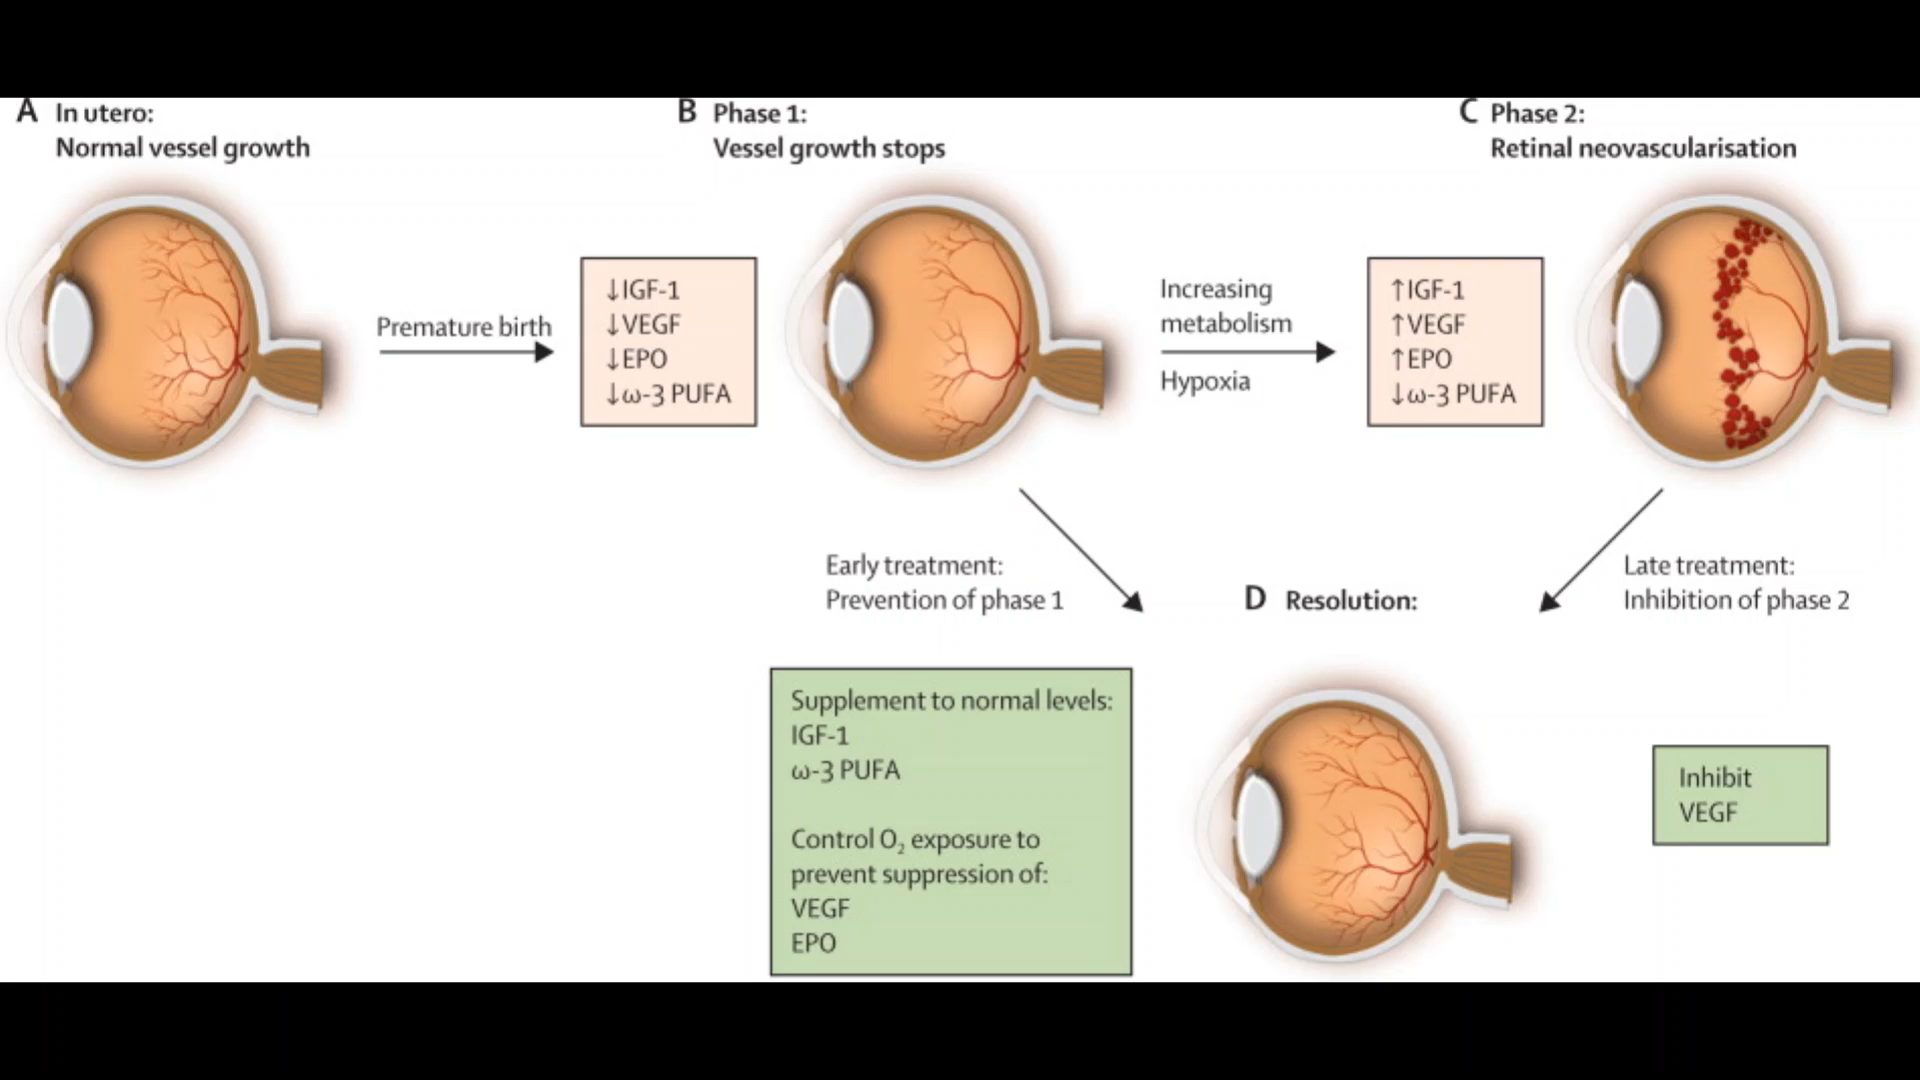 A In utero:
Normal vessel growth
B Phase 1:
Vessel growth stops
C Phase 2:
Retinal neovascularisation
Premature birth
↓IGF-1
↓VEGF
↓EPO
↓ω-3 PUFA
Increasing
metabolism
Hypoxia
↑IGF-1
↑VEGF
↑EPO
↓ω-3 PUFA
Early treatment:
Prevention of phase 1
D Resolution:
Late treatment:
Inhibition of phase 2
Supplement to normal levels:
IGF-1
ω-3 PUFA
Control O₂ exposure to
prevent suppression of:
VEGF
EPO
Inhibit
VEGF